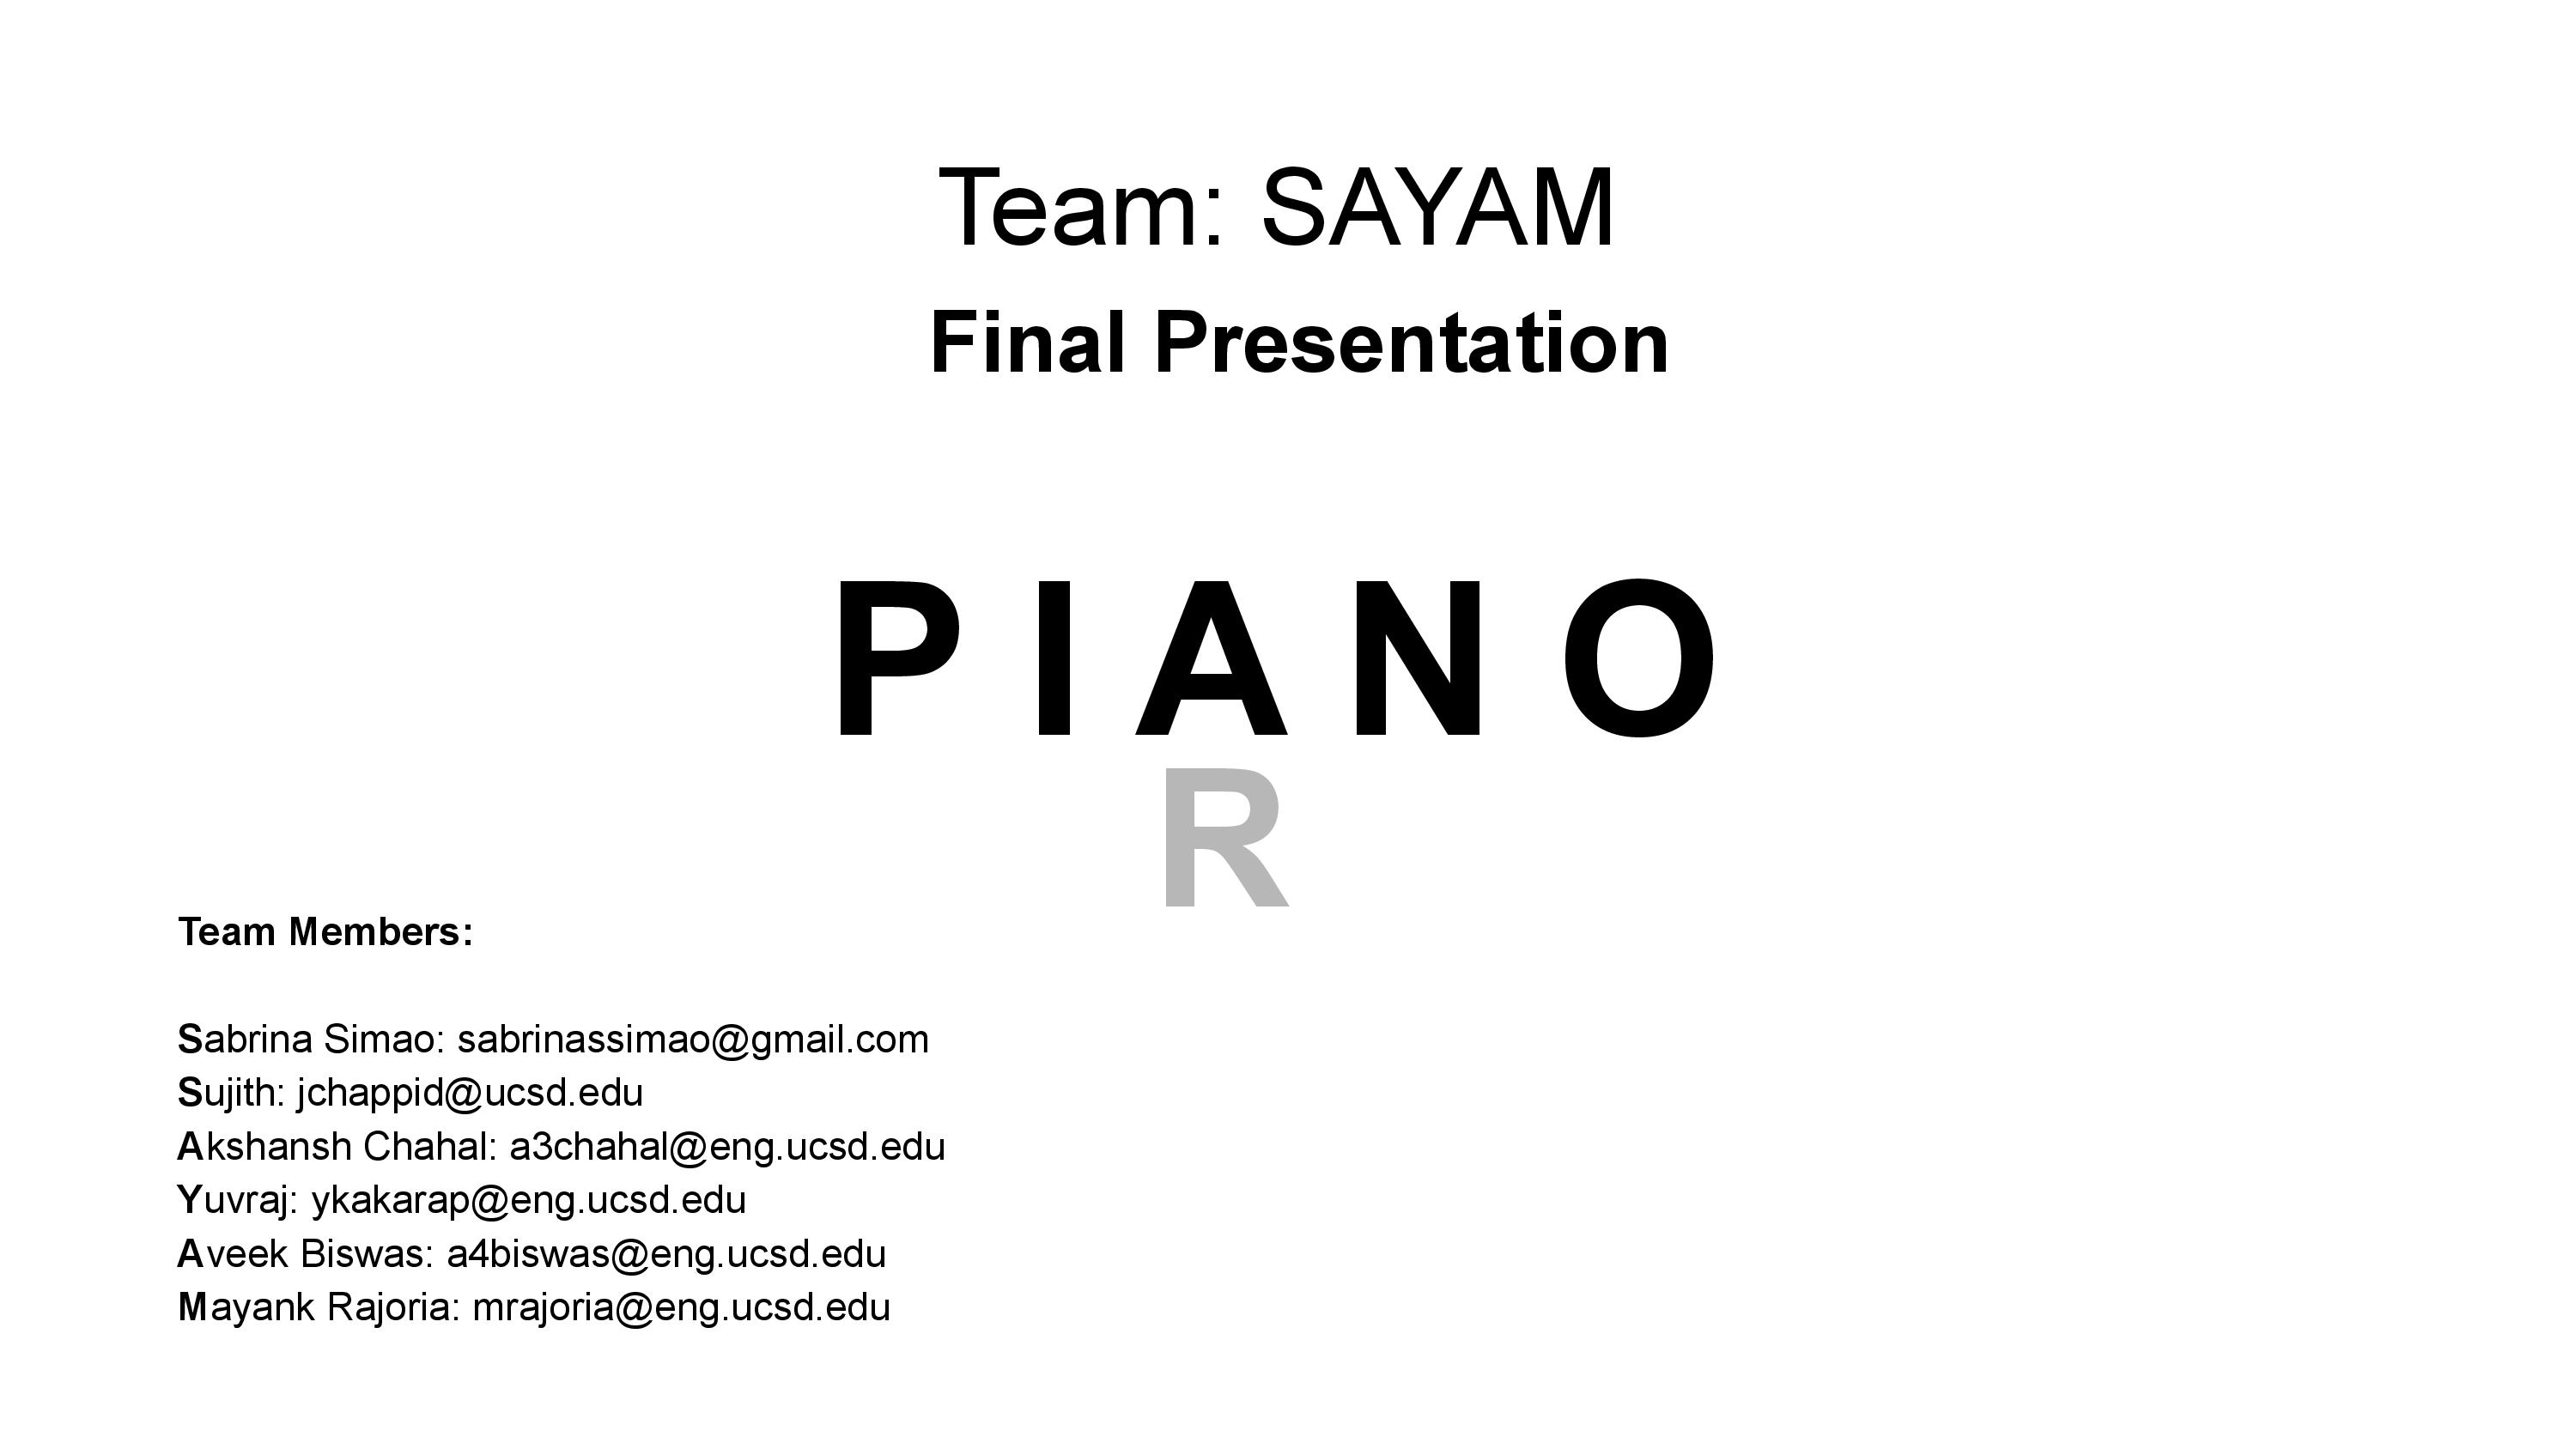 Team: SAYAM
Final Presentation
P I A N O
R
Team Members:
Sabrina Simao: sabrinassimao@gmail.com
Sujith: jchappid@ucsd.edu
Akshansh Chahal: a3chahal@eng.ucsd.edu
Yuvraj: ykakarap@eng.ucsd.edu
Aveek Biswas: a4biswas@eng.ucsd.edu
Mayank Rajoria: mrajoria@eng.ucsd.edu